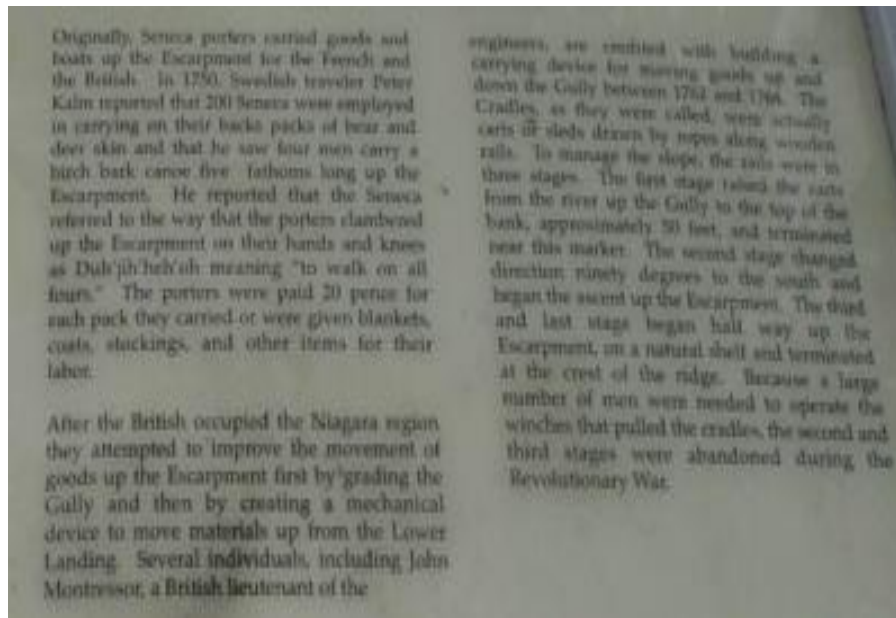 Originally, Seneca porters carried goods and
boats up the Escarpment for the French and
the British. In 1750, Swedish traveler Peter
Kalm reported that 200 Seneca were employed
in carrying on their backs packs of bear and
deer skin and that he saw four men carry a
birch bark canoe five fathoms long up the
Escarpment. He reported that the Seneca
referred to the way that the porters clambered
up the Escarpment on their hands and knees
as Duh'jih'heh'oh meaning "to walk on all
fours." The porters were paid 20 pence for
each pack they carried or were given blankets,
coats, stockings, and other items for their
labor.
After the British occupied the Niagara region
they attempted to improve the movement of
goods up the Escarpment first by grading the
Gully and then by creating a mechanical
device to move materials up from the Lower
Landing. Several individuals, including John
Montressor, a British lieutenant of the
engineers, are credited with building a
carrying device for moving goods up and
down the Gully between 1762 and 1764. The
Cradles, as they were called, were actually
carts or sleds drawn by ropes along wooden
rails. To manage the slope, the rails were in
three stages. The first stage raised the carts
from the river up the Gully to the top of the
bank, approximately 50 feet, and terminated
near this marker. The second stage changed
direction ninety degrees to the south and
began the ascent up the Escarpment. The third
and last stage began half way up the
Escarpment, on a natural shelf and terminated
at the crest of the ridge. Because a large
number of men were needed to operate the
winches that pulled the cradles, the second and
third stages were abandoned during the
Revolutionary War.